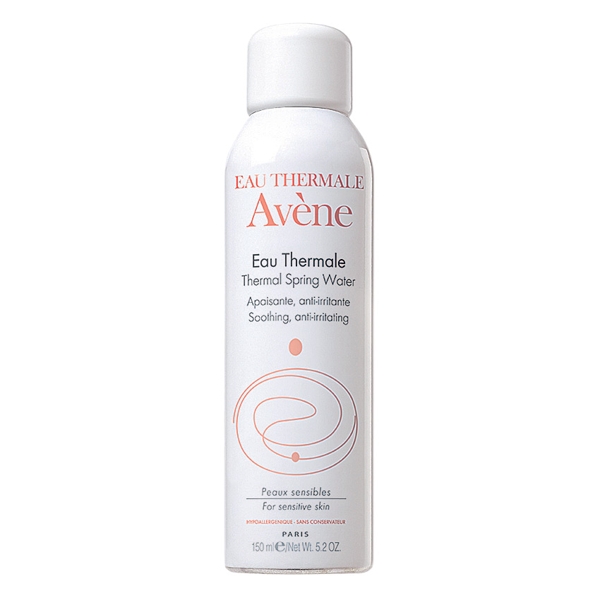 EAU THERMALE
Avène
Eau Thermale
Thermal Spring Water
Apaisante, anti-irritante
Soothing, anti-irritating
Peaux sensibles
For sensitive skin
HYPOALLERGENIQUE - SANS CONSERVATEUR
PARIS
150 ml e/Net Wt. 5.2 OZ.